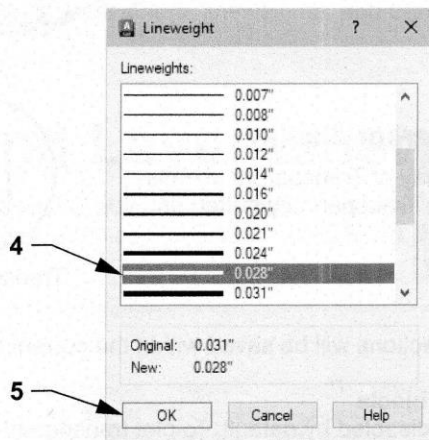 Lineweight ? X
Lineweights:
0.007"
0.008"
0.010"
0.012"
0.014"
0.016"
0.020"
0.021"
0.024"
4
0.028"
0.031"
Original: 0.031"
New: 0.028"
5
OK Cancel Help